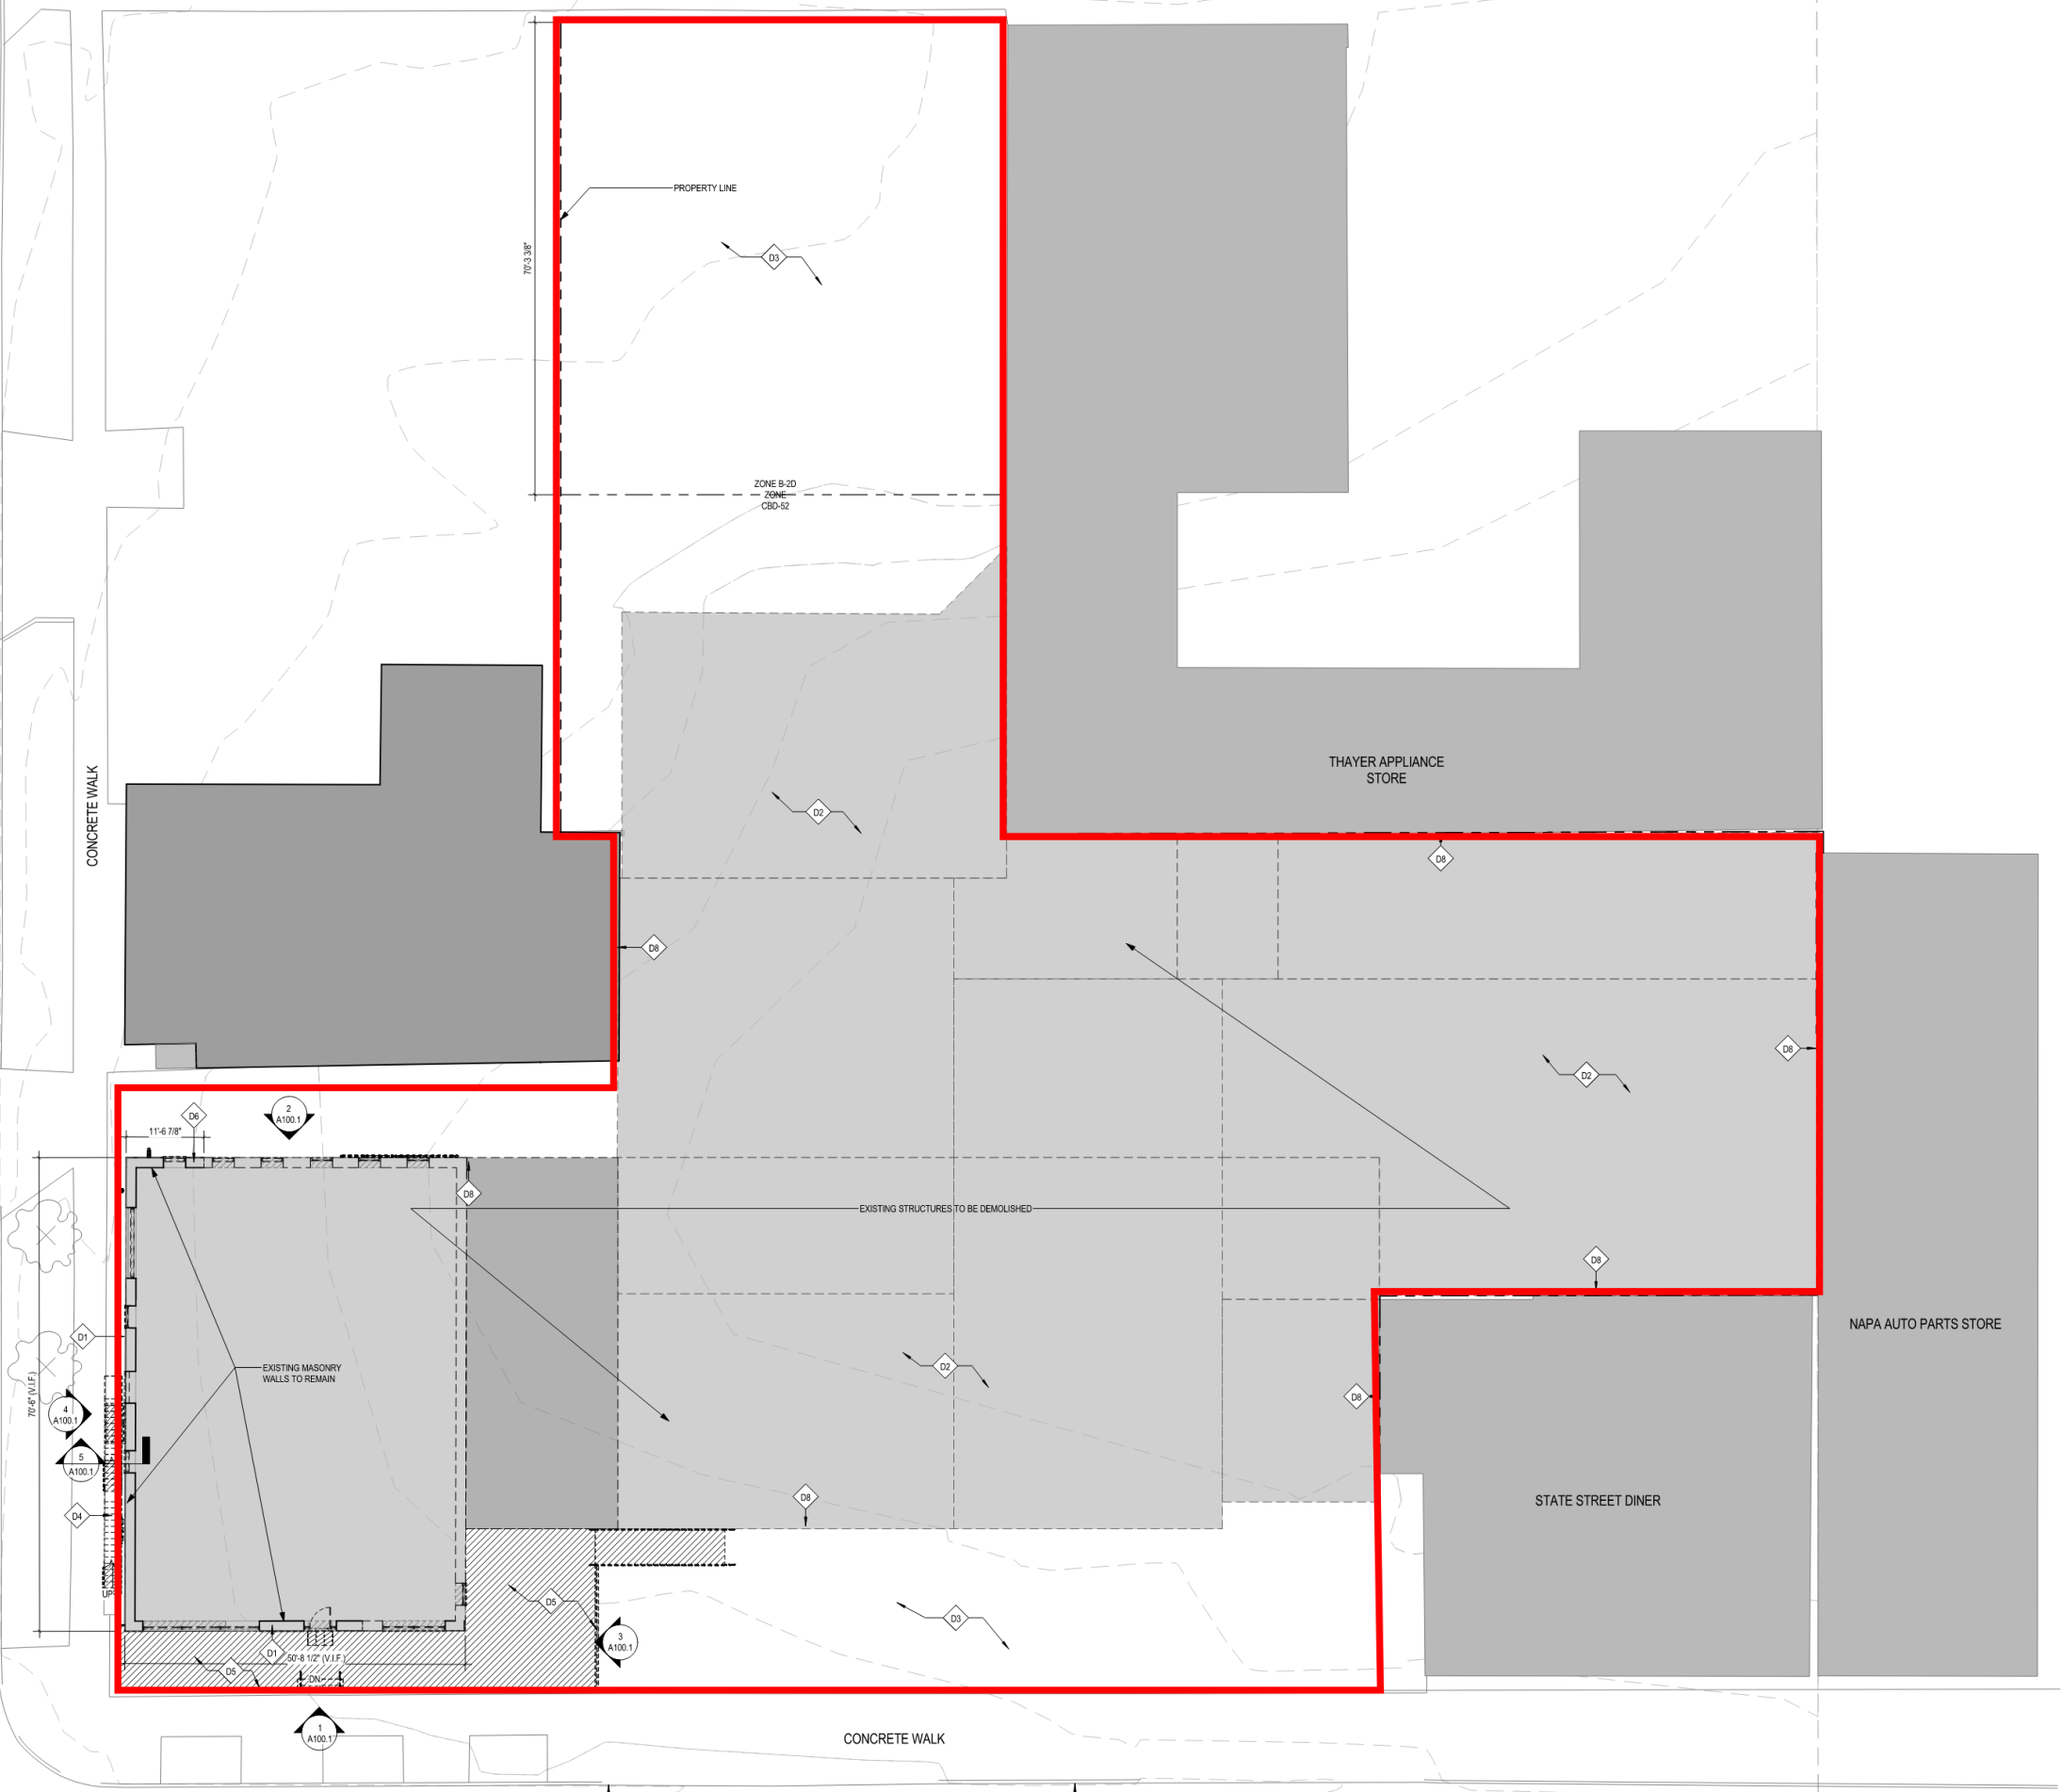 PROPERTY LINE
70'-3 3/8"
D3
ZONE B-2D
ZONE
CBD-52
THAYER APPLIANCE
STORE
CONCRETE WALK
D2
D8
D8
D8
D2
D6
2
A100.1
11'-6 7/8"
D8
EXISTING STRUCTURES TO BE DEMOLISHED
D8
NAPA AUTO PARTS STORE
D1
EXISTING MASONRY
WALLS TO REMAIN
D2
D8
70'-6" (V.I.F.)
4
A100.1
5
A100.1
D8
STATE STREET DINER
D4
UP
D5
D3
3
A100.1
D1
50'-8 1/2" (V.I.F.)
D5
DN
1
A100.1
CONCRETE WALK